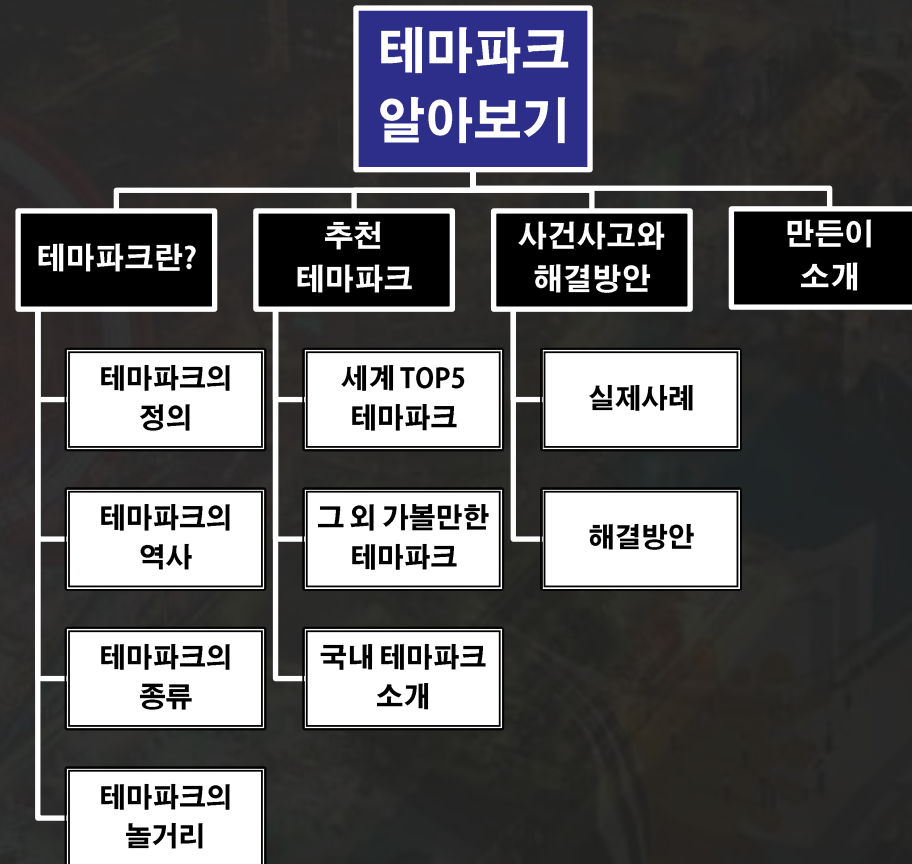 테마파크
알아보기
테마파크란?
추천
테마파크
사건사고와
해결방안
만든이
소개
테마파크의
정의
테마파크의
역사
테마파크의
종류
테마파크의
놀거리
세계 TOP5
테마파크
그 외 가볼만한
테마파크
국내 테마파크
소개
실제사례
해결방안